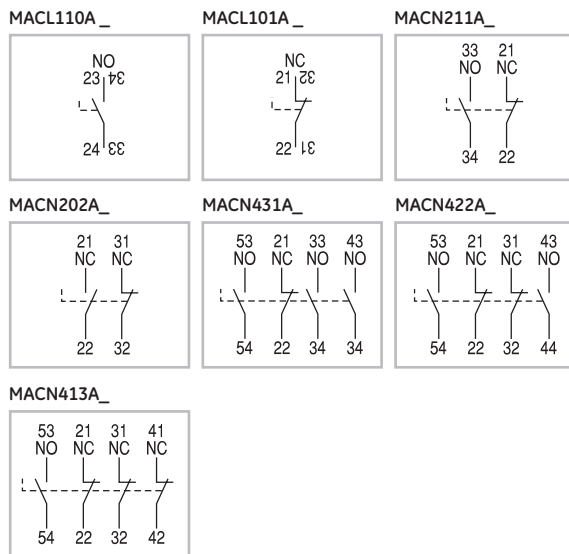 MACL110A _
NO
23 34
24 33
MACL101A _
NC
21 32
22 31
MACN211A_
33 21
NO NC
34 22
MACN202A_
21 31
NC NC
22 32
MACN431A_
53 21 33 43
NO NC NO NO
54 22 34 34
MACN422A_
53 21 31 43
NO NC NC NO
54 22 32 44
MACN413A_
53 21 31 41
NO NC NC NC
54 22 32 42